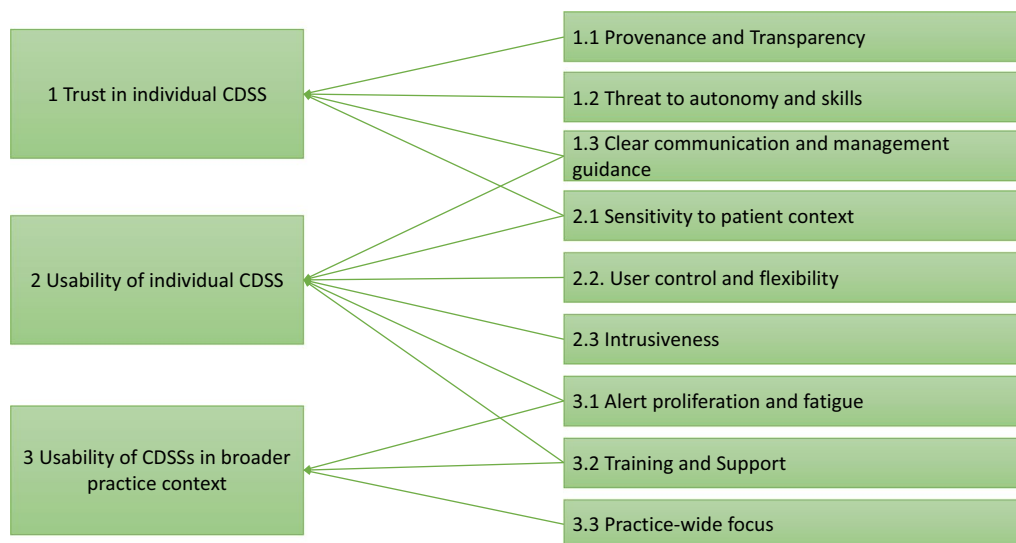 1 Trust in individual CDSS
2 Usability of individual CDSS
3 Usability of CDSSs in broader
practice context
1.1 Provenance and Transparency
1.2 Threat to autonomy and skills
1.3 Clear communication and management
guidance
2.1 Sensitivity to patient context
2.2. User control and flexibility
2.3 Intrusiveness
3.1 Alert proliferation and fatigue
3.2 Training and Support
3.3 Practice-wide focus